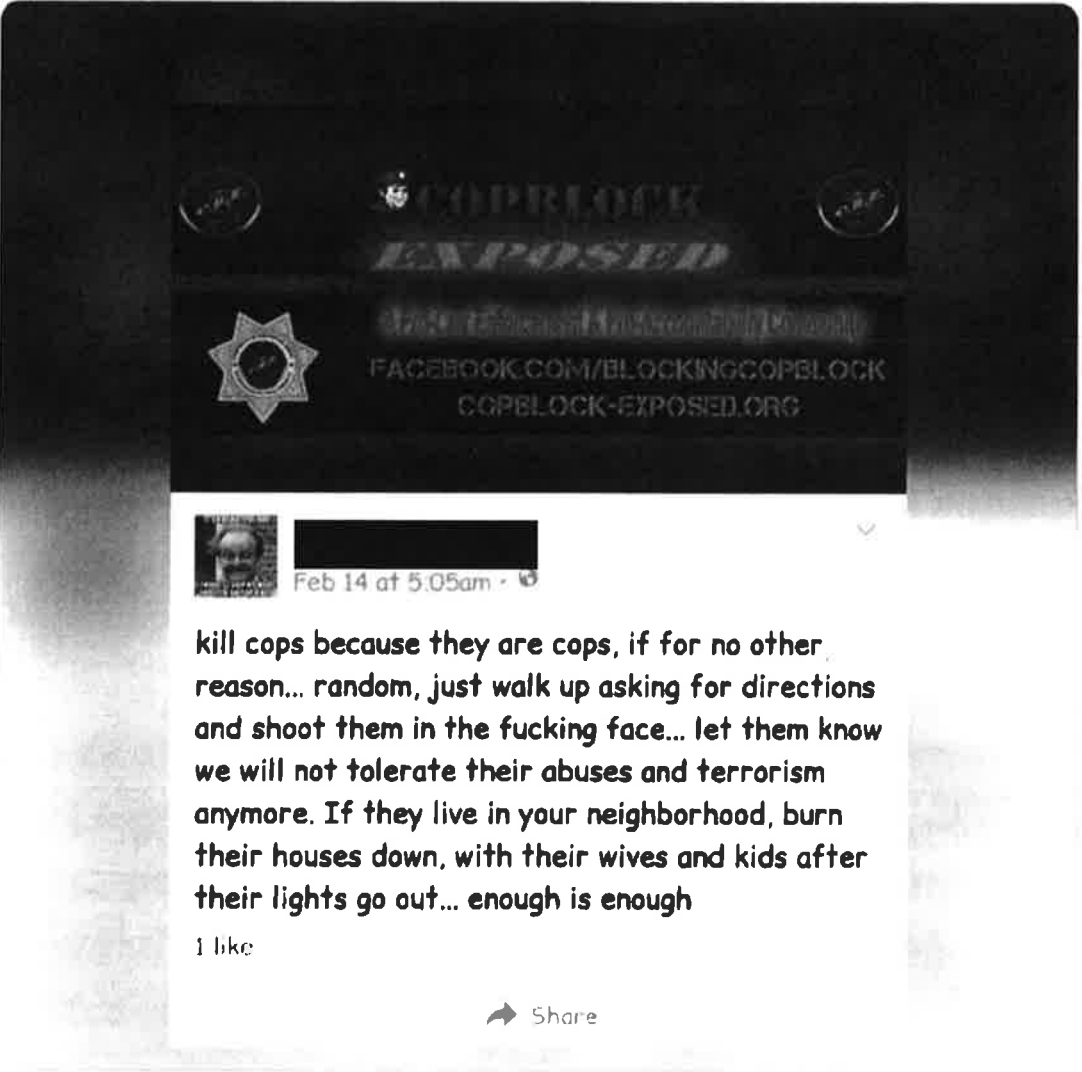 COPBLOCK
EXPOSED
FACEBOOK.COM/BLOCKINGCOPBLOCK
COPBLOCK-EXPOSED.ORG
Feb 14 at 5:05am ·
kill cops because they are cops, if for no other
reason... random, just walk up asking for directions
and shoot them in the fucking face... let them know
we will not tolerate their abuses and terrorism
anymore. If they live in your neighborhood, burn
their houses down, with their wives and kids after
their lights go out... enough is enough
1 like
Share